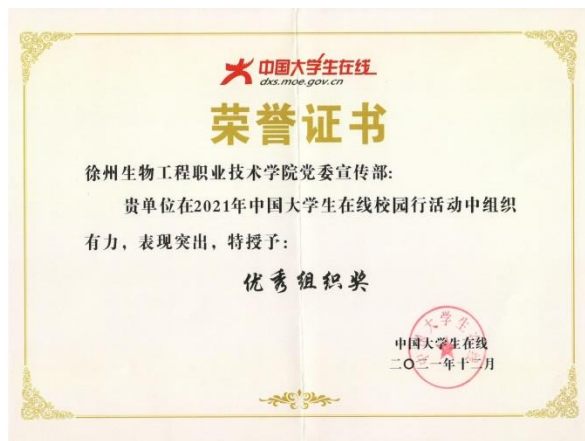 中国大学生在线
dxs.moe.gov.cn
荣誉证书
徐州生物工程职业技术学院党委宣传部:
贵单位在2021年中国大学生在线校园行活动中组织
有力，表现突出，特授予：
优秀组织奖
中国大学生在线
二〇二一年十二月